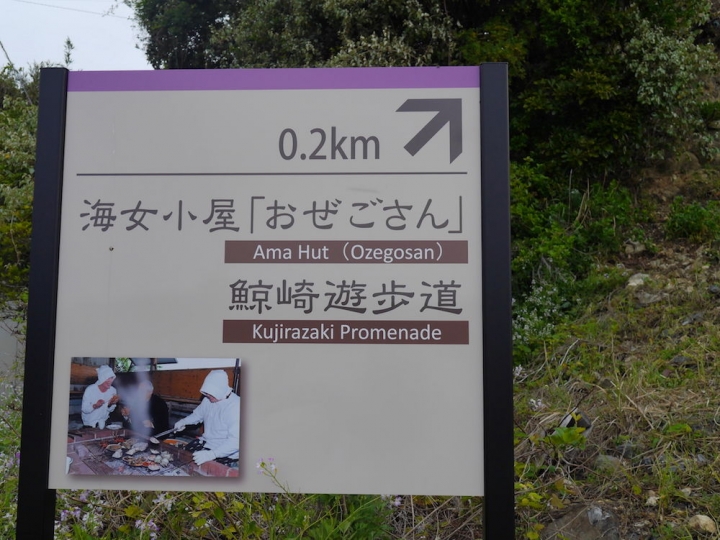 0.2km
海女小屋「おぜごさん」
Ama Hut（Ozegosan）
鯨崎遊歩道
Kujirazaki Promenade